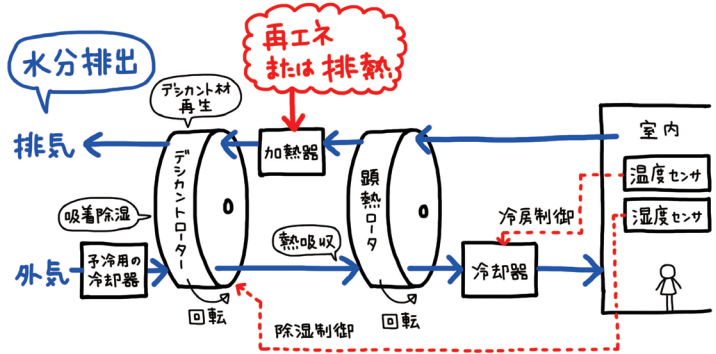 再エネ
または排熱
水分排出
デシカント材
再生
排気
加熱器
室内
デシカントローター
顕熱ロータ
温度センサ
吸着除湿
冷房制御
湿度センサ
熱吸収
外気
予冷用の
冷却器
冷却器
回転
回転
除湿制御